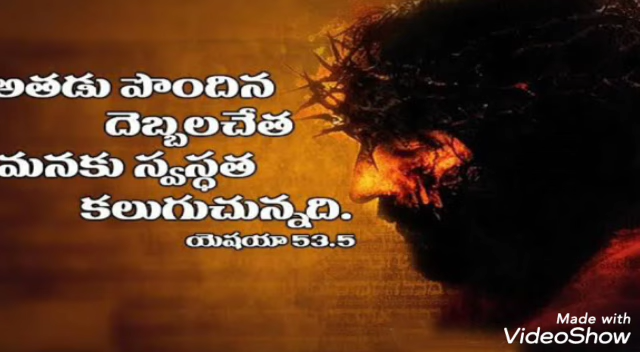 అతడు పొందిన
దెబ్బలచేత
మనకు స్వస్థత
కలుగుచున్నది.
యెషయా 53.5
Made with
VideoShow